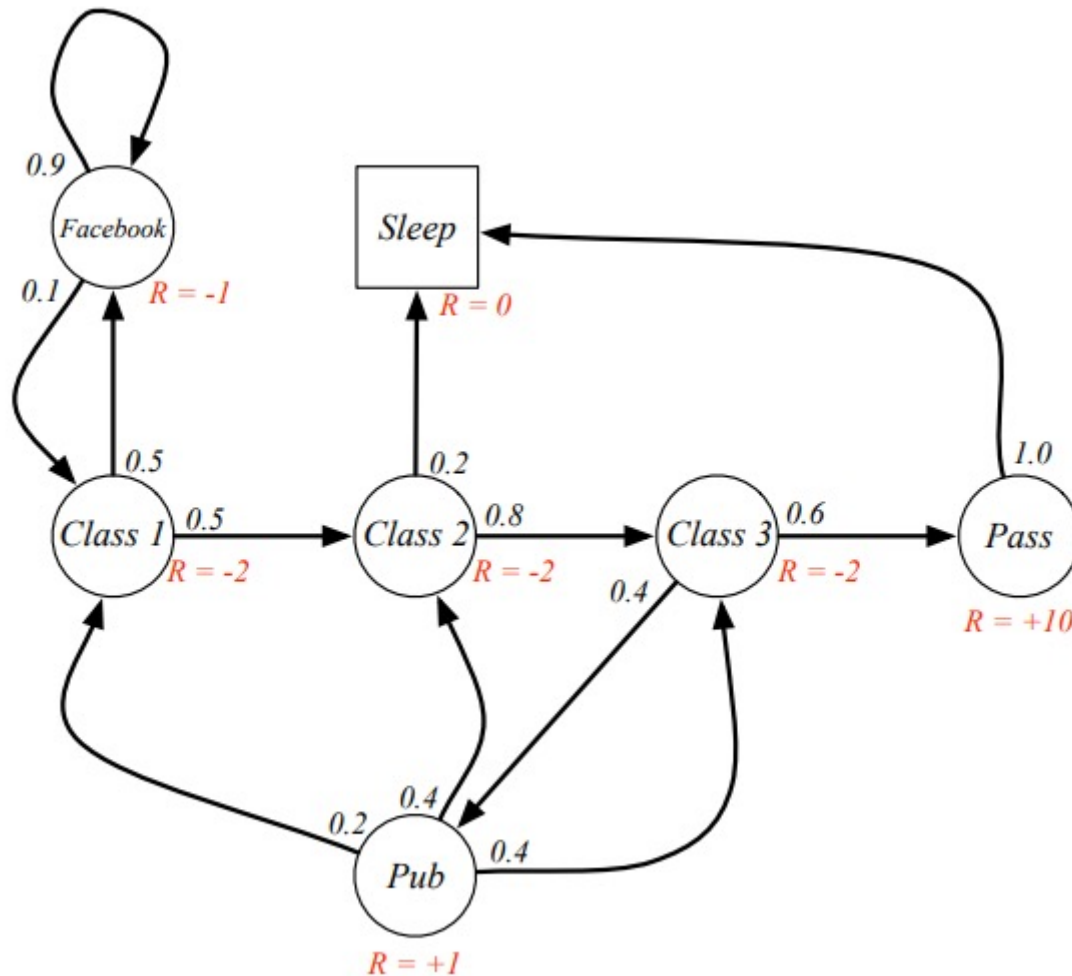 0.9
Facebook
Sleep
0.1
R = -1
R = 0
0.5
0.2
1.0
Class 1
0.5
Class 2
0.8
Class 3
0.6
Pass
R = -2
R = -2
R = -2
0.4
R = +10
0.2
0.4
0.4
Pub
R = +1